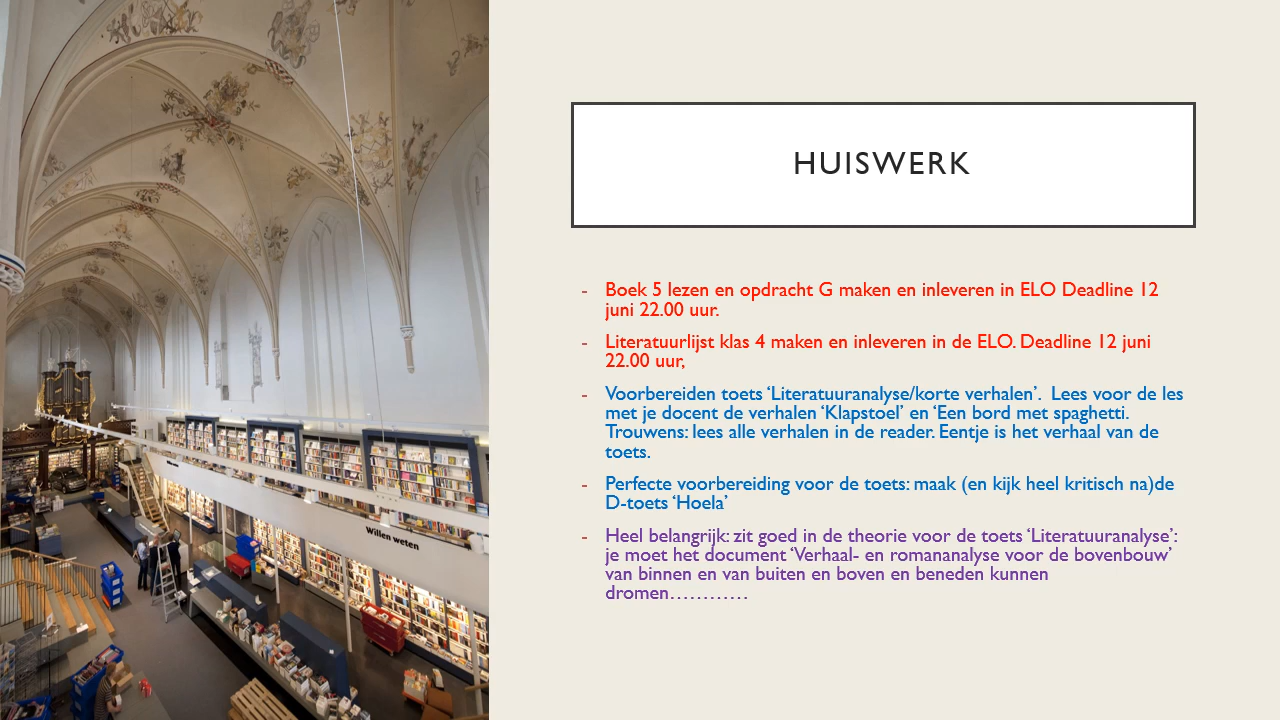 HUISWERK
- Boek 5 lezen en opdracht G maken en inleveren in ELO Deadline 12
juni 22.00 uur.
- Literatuurlijst klas 4 maken en inleveren in de ELO. Deadline 12 juni
22.00 uur,
- Voorbereiden toets ‘Literatuuranalyse/korte verhalen’.  Lees voor de les
met je docent de verhalen ‘Klapstoel’ en ‘Een bord met spaghetti.
Trouwens: lees alle verhalen in de reader. Eentje is het verhaal van de
toets.
- Perfecte voorbereiding voor de toets: maak (en kijk heel kritisch na)de
D-toets ‘Hoela’
- Heel belangrijk: zit goed in de theorie voor de toets ‘Literatuuranalyse’:
je moet het document ‘Verhaal- en romananalyse voor de bovenbouw’
van binnen en van buiten en boven en beneden kunnen
dromen…………
Willen weten